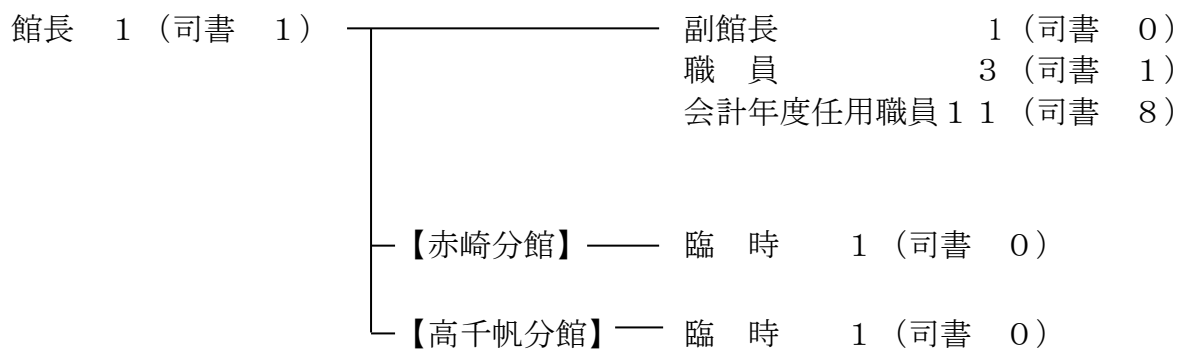 館長　１（司書　１）　副館長　１（司書　０）
職　員　３（司書　１）
会計年度任用職員１１（司書　８）
【赤崎分館】　臨　時　１（司書　０）
【高千帆分館】　臨　時　１（司書　０）